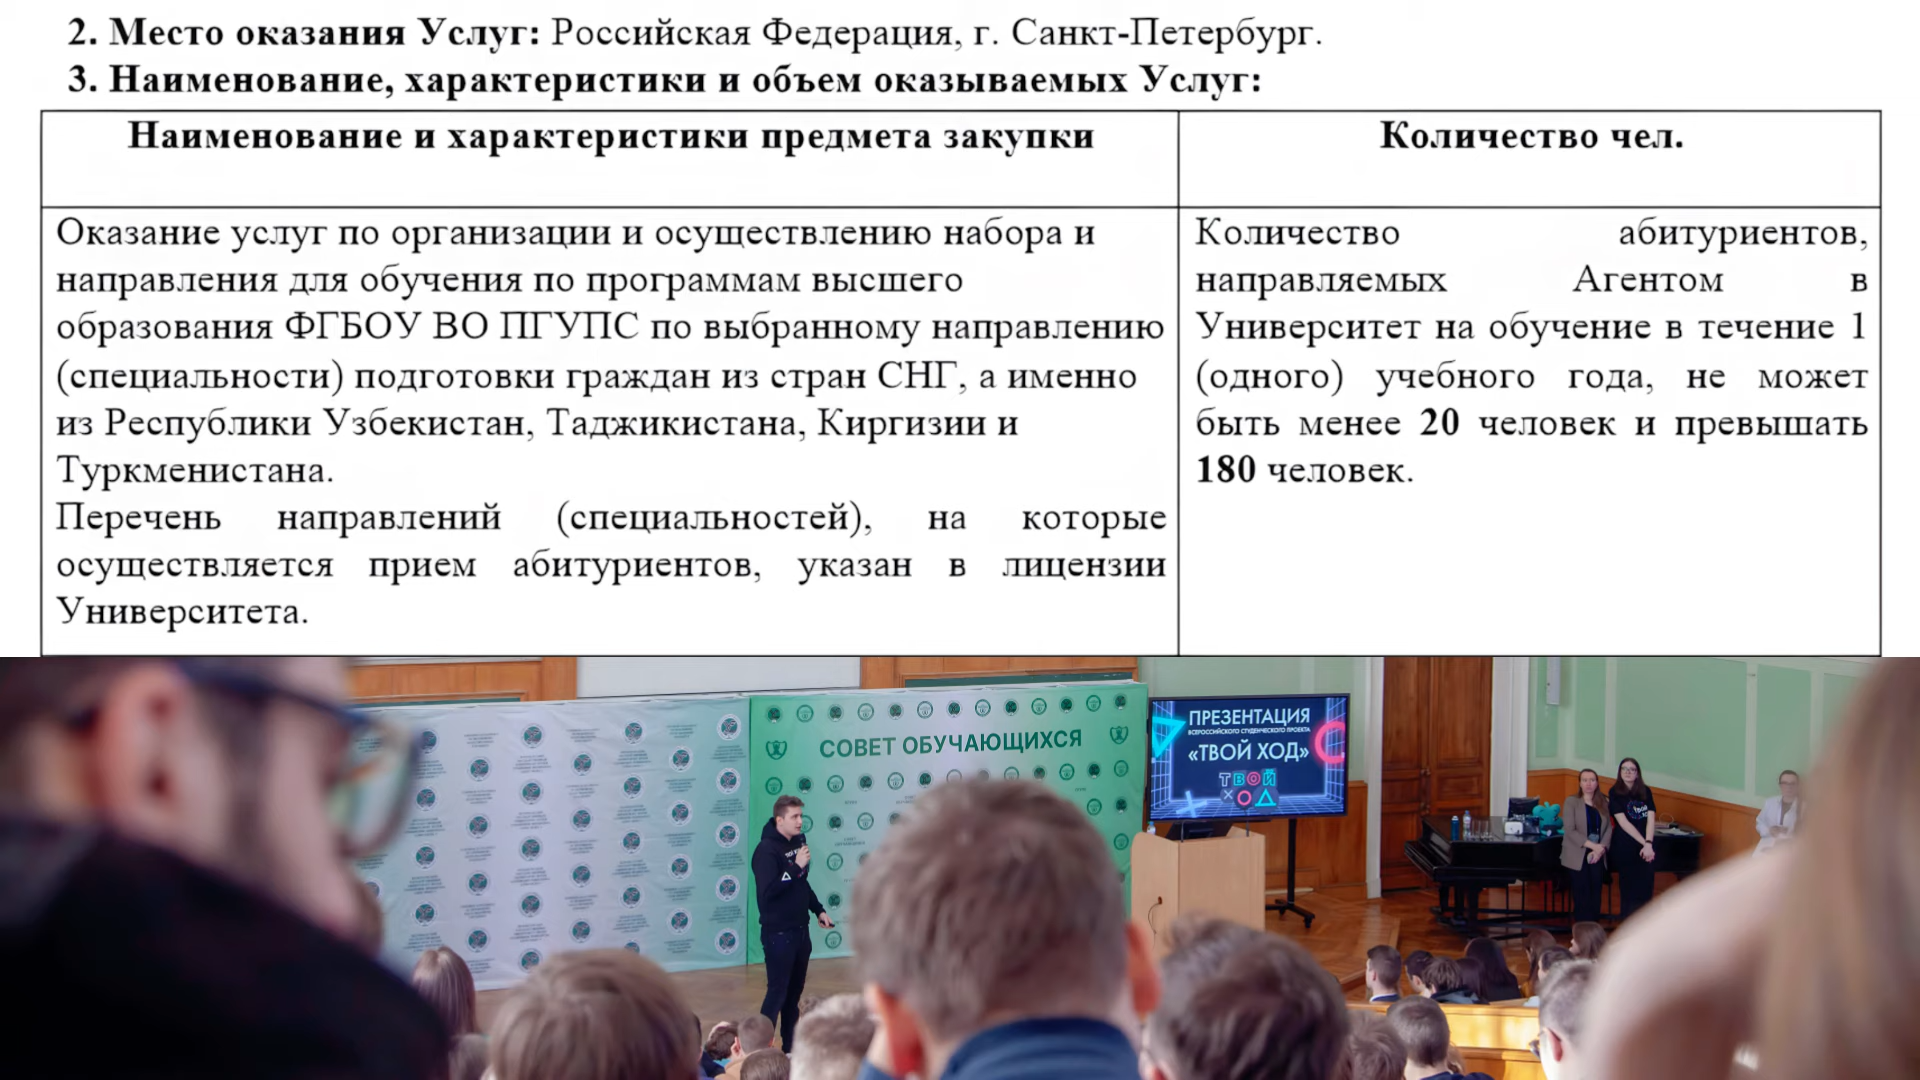 2. Место оказания Услуг: Российская Федерация, г. Санкт-Петербург.
3. Наименование, характеристики и объем оказываемых Услуг:
Наименование и характеристики предмета закупки
Количество чел.
Оказание услуг по организации и осуществлению набора и
направления для обучения по программам высшего
образования ФГБОУ ВО ПГУПС по выбранному направлению
(специальности) подготовки граждан из стран СНГ, а именно
из Республики Узбекистан, Таджикистана, Киргизии и
Туркменистана.
Перечень направлений (специальностей), на которые
осуществляется прием абитуриентов, указан в лицензии
Университета.
Количество абитуриентов,
направляемых Агентом в
Университет на обучение в течение 1
(одного) учебного года, не может
быть менее 20 человек и превышать
180 человек.
СОВЕТ ОБУЧАЮЩИХСЯ
ПРЕЗЕНТАЦИЯ
ВСЕРОССИЙСКОГО СТУДЕНЧЕСКОГО ПРОЕКТА
«ТВОЙ ХОД»
ТВОЙ
ХОД